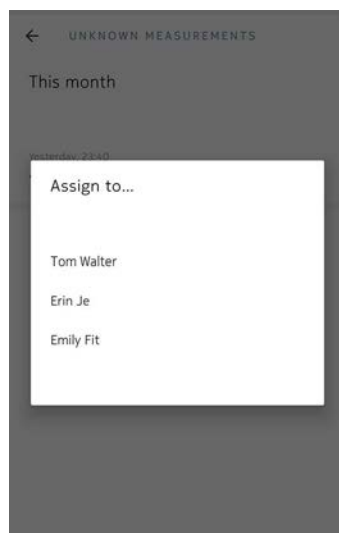 UNKNOWN MEASUREMENTS
This month
Yesterday, 23:40
Assign to...
Tom Walter
Erin Je
Emily Fit